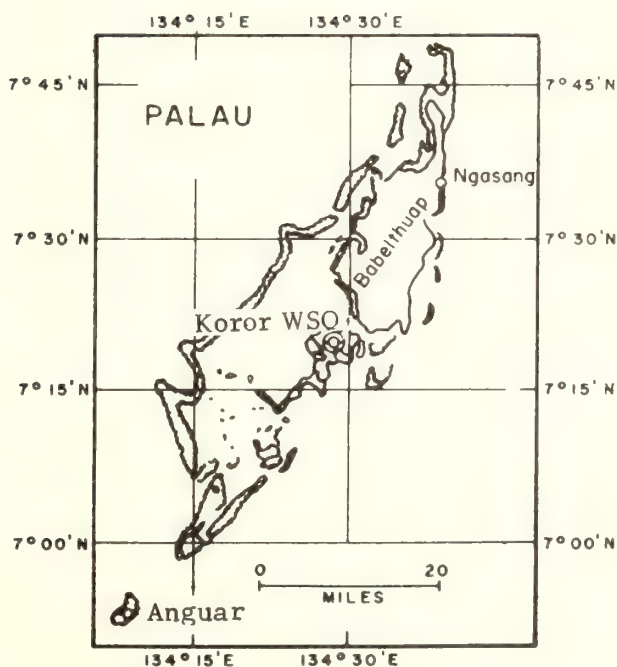 134° 15' E 134° 30' E
7° 45' N 7° 45' N
PALAU
Ngasang
7° 30' N 7° 30' N
Babelthuap
Koror WSO
7° 15' N 7° 15' N
7° 00' N 7° 00' N
0 20
MILES
Anguar
134° 15' E 134° 30' E